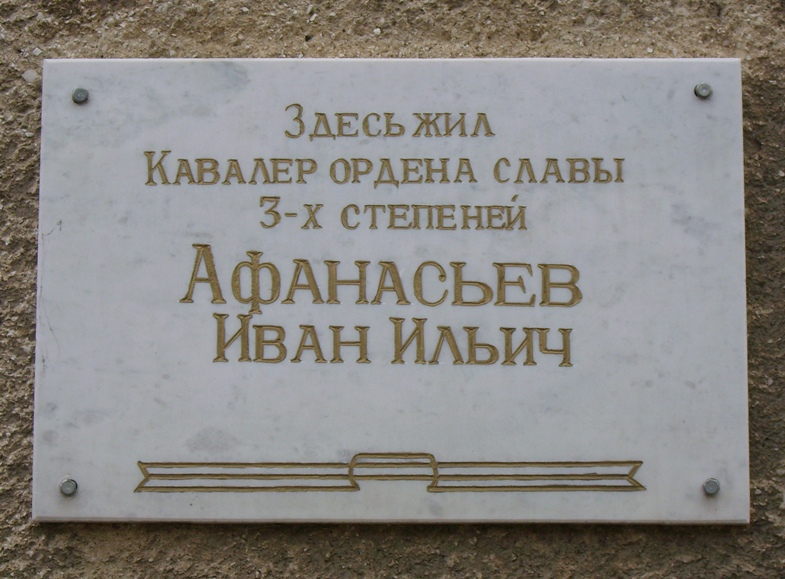 Здесь жил
Кавалер ордена славы
3-х степеней
Афанасьев
Иван Ильич